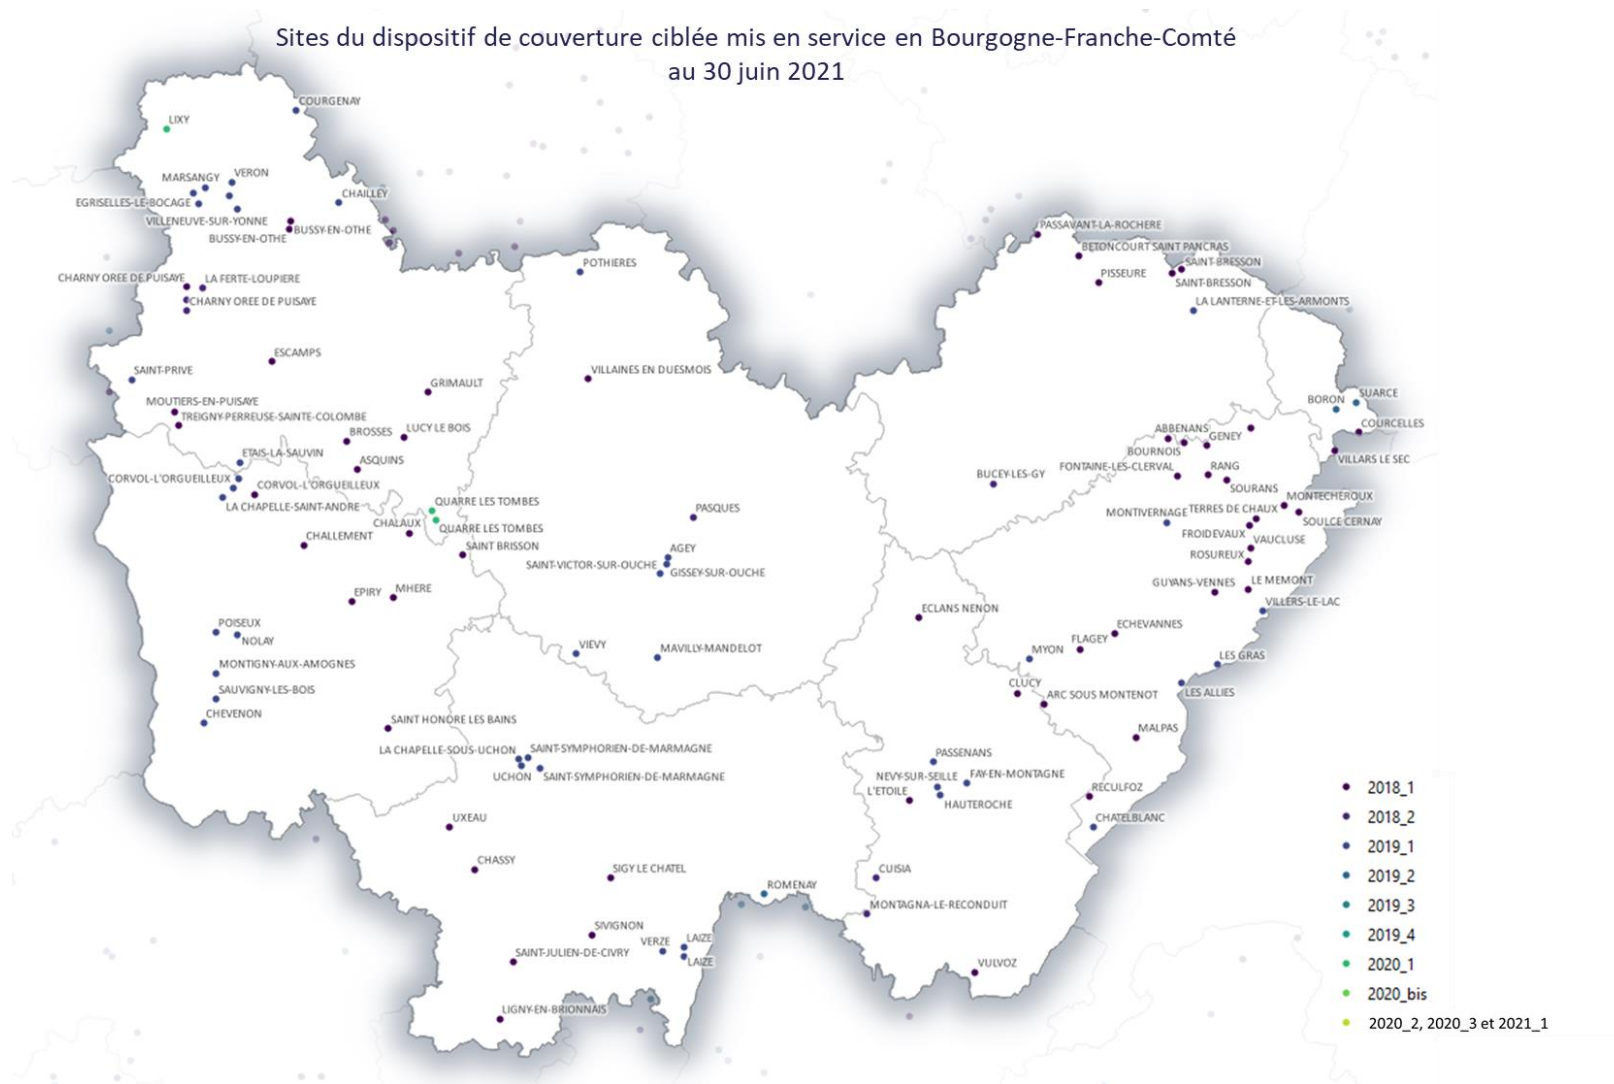 Sites du dispositif de couverture ciblée mis en service en Bourgogne-Franche-Comté
au 30 juin 2021
COURGENAY
LIXY
MARSANGY
VERON
EGRISELLES-LE-BOCAGE
CHAILLEY
VILLENEUVE-SUR-YONNE
BUSSY-EN-OTHE
BUSSY-EN-OTHE
CHARNY OREE DE PUISAYE
LA FERTE-LOUPIERE
CHARNY OREE DE PUISAYE
POTHIERES
PASSAVANT-LA-ROCHERE
BETONCOURT SAINT PANCRAS
PISSEURE
SAINT-BRESSON
SAINT-BRESSON
LA LANTERNE-ET-LES-ARMONTS
ESCAMPS
SAINT-PRIVE
GRIMAULT
VILLAINES EN DUESMOIS
MOUTIERS-EN-PUISAYE
TREIGNY-PERREUSE-SAINTE-COLOMBE
BROSSES
LUCY LE BOIS
BORON
SUARCE
COURCELLES
VILLARS LE SEC
ABBENANS
GENEY
BOURNOIS
ETAIS-LA-SAUVIN
ASQUINS
CORVOL-L'ORGUEILLEUX
CORVOL-L'ORGUEILLEUX
LA CHAPELLE-SAINT-ANDRE
FONTAINE-LES-CLERVAL
RANG
SOURANS
BUCEY-LES-GY
MONTECHEROUX
QUARRE LES TOMBES
QUARRE LES TOMBES
CHALAUX
CHALLEMENT
SAINT BRISSON
PASQUES
MONTIVERNAGE
TERRES DE CHAUX
SOULCE CERNAY
FROIDEVAUX
VAUCLUSE
ROSUREUX
AGEY
SAINT-VICTOR-SUR-OUCHE
GISSEY-SUR-OUCHE
GUYANS-VENNES
LE MEMONT
VILLERS-LE-LAC
EPIRY
MHERE
ECLANS NENON
ECHEVANNES
FLAGEY
POISEUX
NOLAY
VIEVY
MAVILLY-MANDELOT
MYON
LES GRAS
MONTIGNY-AUX-AMOGNES
SAUVIGNY-LES-BOIS
CHEVENON
CLUCY
ARC SOUS MONTENOT
LES ALLIES
SAINT HONORE LES BAINS
MALPAS
LA CHAPELLE-SOUS-UCHON
SAINT-SYMPHORIEN-DE-MARMAGNE
UCHON
SAINT-SYMPHORIEN-DE-MARMAGNE
PASSENANS
NEVY-SUR-SEILLE
FAY-EN-MONTAGNE
L'ETOILE
HAUTEROCHE
RECULFOZ
CHATELBLANC
UXEAU
CHASSY
SIGY LE CHATEL
CUISIA
ROMENAY
MONTAGNA-LE-RECONDUIT
SIVIGNON
VERZE
LAIZE
LAIZE
SAINT-JULIEN-DE-CIVRY
VULVOZ
LIGNY-EN-BRIONNAIS
2018_1
2018_2
2019_1
2019_2
2019_3
2019_4
2020_1
2020_bis
2020_2, 2020_3 et 2021_1